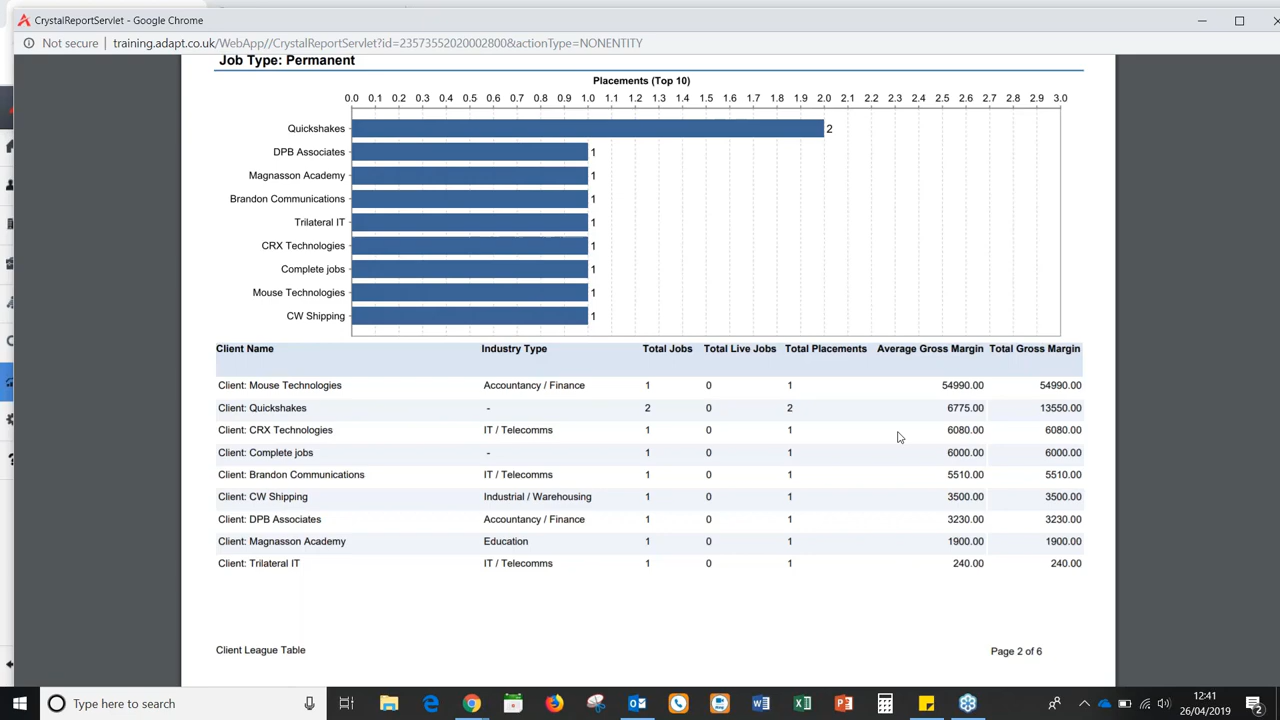 CrystalReportServlet - Google Chrome
Not secure training.adapt.co.uk/WebApp//CrystalReportServlet?id=235735520200028008&actionType=NONENTITY
Job Type: Permanent
Placements (Top 10)
0.0 0.1 0.2 0.3 0.4 0.5 0.6 0.7 0.8 0.9 1.0 1.1 1.2 1.3 1.4 1.5 1.6 1.7 1.8 1.9 2.0 2.1 2.2 2.3 2.4 2.5 2.6 2.7 2.8 2.9 3.0
Quickshakes 2
DPB Associates 1
Magnasson Academy 1
Brandon Communications 1
Trilateral IT 1
CRX Technologies 1
Complete jobs 1
Mouse Technologies 1
CW Shipping 1
Client Name Industry Type Total Jobs Total Live Jobs Total Placements Average Gross Margin Total Gross Margin
Client: Mouse Technologies Accountancy / Finance 1 0 1 54990.00 54990.00
Client: Quickshakes - 2 0 2 6775.00 13550.00
Client: CRX Technologies IT / Telecomms 1 0 1 6080.00 6080.00
Client: Complete jobs - 1 0 1 6000.00 6000.00
Client: Brandon Communications IT / Telecomms 1 0 1 5510.00 5510.00
Client: CW Shipping Industrial / Warehousing 1 0 1 3500.00 3500.00
Client: DPB Associates Accountancy / Finance 1 0 1 3230.00 3230.00
Client: Magnasson Academy Education 1 0 1 1900.00 1900.00
Client: Trilateral IT IT / Telecomms 1 0 1 240.00 240.00
Client League Table Page 2 of 6
Type here to search
12:41
26/04/2019
2